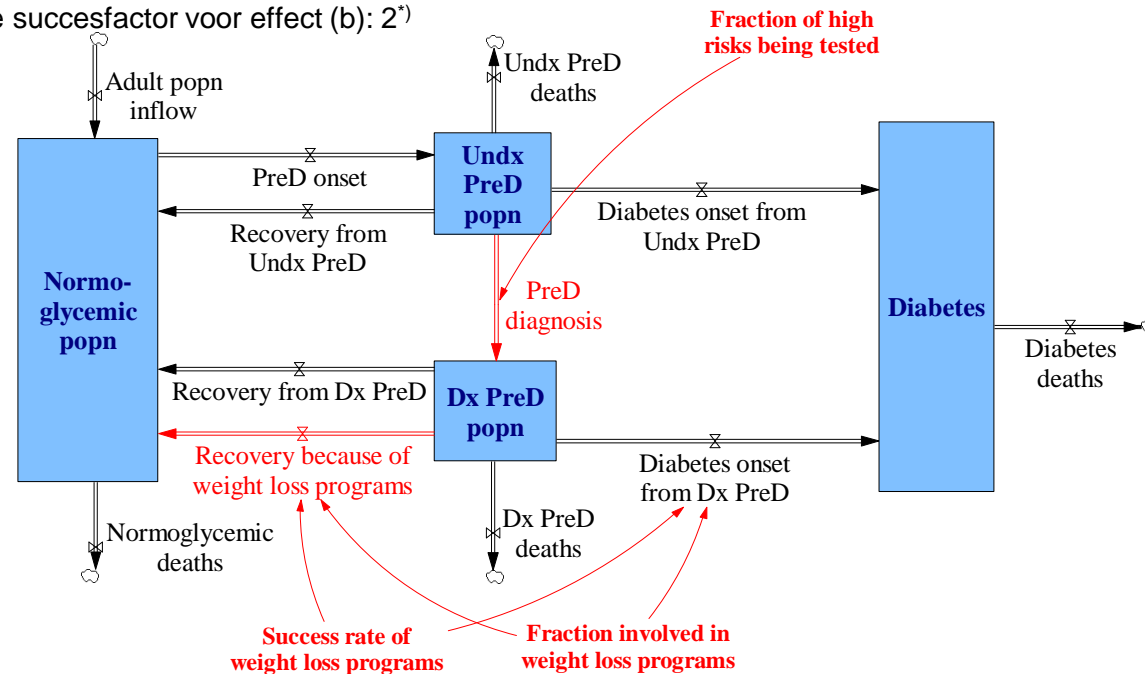 e succesfactor voor effect (b): 2*)
Fraction of high
risks being tested
Adult popn
inflow
Undx PreD
deaths
PreD onset
Undx
PreD
popn
Recovery from
Undx PreD
Diabetes onset from
Undx PreD
Normo-
glycemic
popn
PreD
diagnosis
Diabetes
Diabetes
deaths
Recovery from Dx PreD
Dx PreD
popn
Recovery because of
weight loss programs
Diabetes onset
from Dx PreD
Normoglycemic
deaths
Dx PreD
deaths
Success rate of
weight loss programs
Fraction involved in
weight loss programs